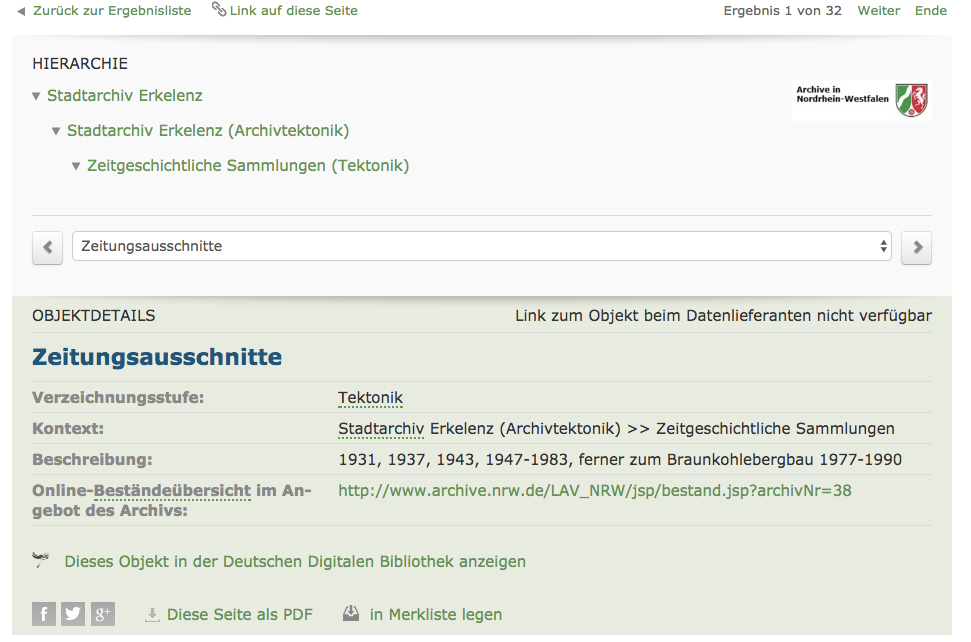 Zurück zur Ergebnisliste Link auf diese Seite Ergebnis 1 von 32 Weiter Ende
HIERARCHIE
Stadtarchiv Erkelenz
Archive in
Nordrhein-Westfalen
Stadtarchiv Erkelenz (Archivtektonik)
Zeitgeschichtliche Sammlungen (Tektonik)
Zeitungsausschnitte
OBJEKTDETAILS Link zum Objekt beim Datenlieferanten nicht verfügbar
Zeitungsausschnitte
Verzeichnungsstufe: Tektonik
Kontext: Stadtarchiv Erkelenz (Archivtektonik) >> Zeitgeschichtliche Sammlungen
Beschreibung: 1931, 1937, 1943, 1947-1983, ferner zum Braunkohlebergbau 1977-1990
Online-Beständeübersicht im An- http://www.archive.nrw.de/LAV_NRW/jsp/bestand.jsp?archivNr=38
gebot des Archivs:
Dieses Objekt in der Deutschen Digitalen Bibliothek anzeigen
f g+ Diese Seite als PDF in Merkliste legen